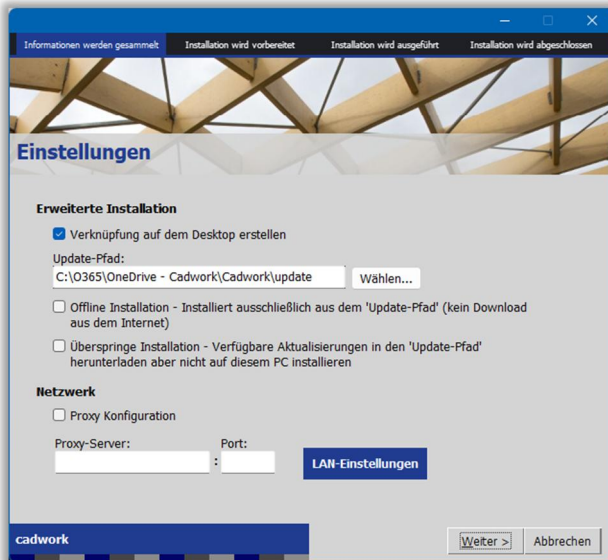 Informationen werden gesammelt
Installation wird vorbereitet
Installation wird ausgeführt
Installation wird abgeschlossen
Einstellungen
Erweiterte Installation
Verknüpfung auf dem Desktop erstellen
Update-Pfad:
C:\O365\OneDrive - Cadwork\Cadwork\update
Wählen...
Offline Installation - Installiert ausschließlich aus dem 'Update-Pfad' (kein Download
aus dem Internet)
Überspringe Installation - Verfügbare Aktualisierungen in den 'Update-Pfad'
herunterladen aber nicht auf diesem PC installieren
Netzwerk
Proxy Konfiguration
Proxy-Server:
Port:
:
LAN-Einstellungen
cadwork
Weiter >
Abbrechen